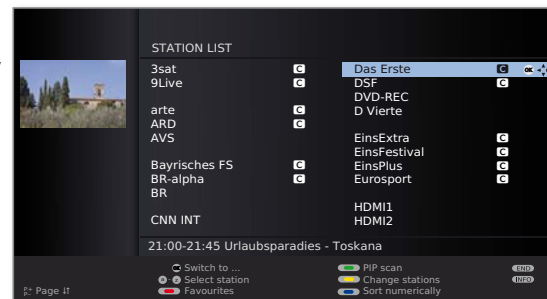 STATION LIST
3sat C
9Live C
arte C
ARD C
AVS
Bayrisches FS C
BR-alpha C
BR
CNN INT
Das Erste C OK
DSF C
DVD-REC
D Vierte
EinsExtra C
EinsFestival C
EinsPlus C
Eurosport C
HDMI1
HDMI2
21:00-21:45 Urlaubsparadies - Toskana
OK Switch to ...
Select station
Favourites
PIP scan
Change stations
Sort numerically
END
INFO
P+ P- Page